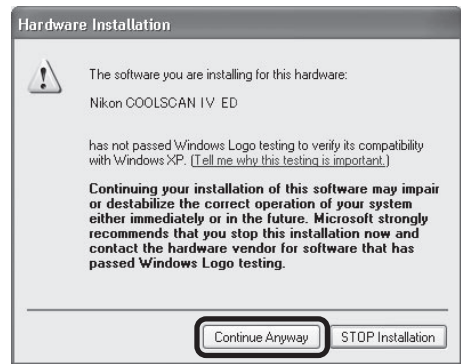 Hardware Installation
The software you are installing for this hardware:
Nikon COOLSCAN IV ED
has not passed Windows Logo testing to verify its compatibility
with Windows XP. (Tell me why this testing is important.)
Continuing your installation of this software may impair
or destabilize the correct operation of your system
either immediately or in the future. Microsoft strongly
recommends that you stop this installation now and
contact the hardware vendor for software that has
passed Windows Logo testing.
Continue Anyway
STOP Installation